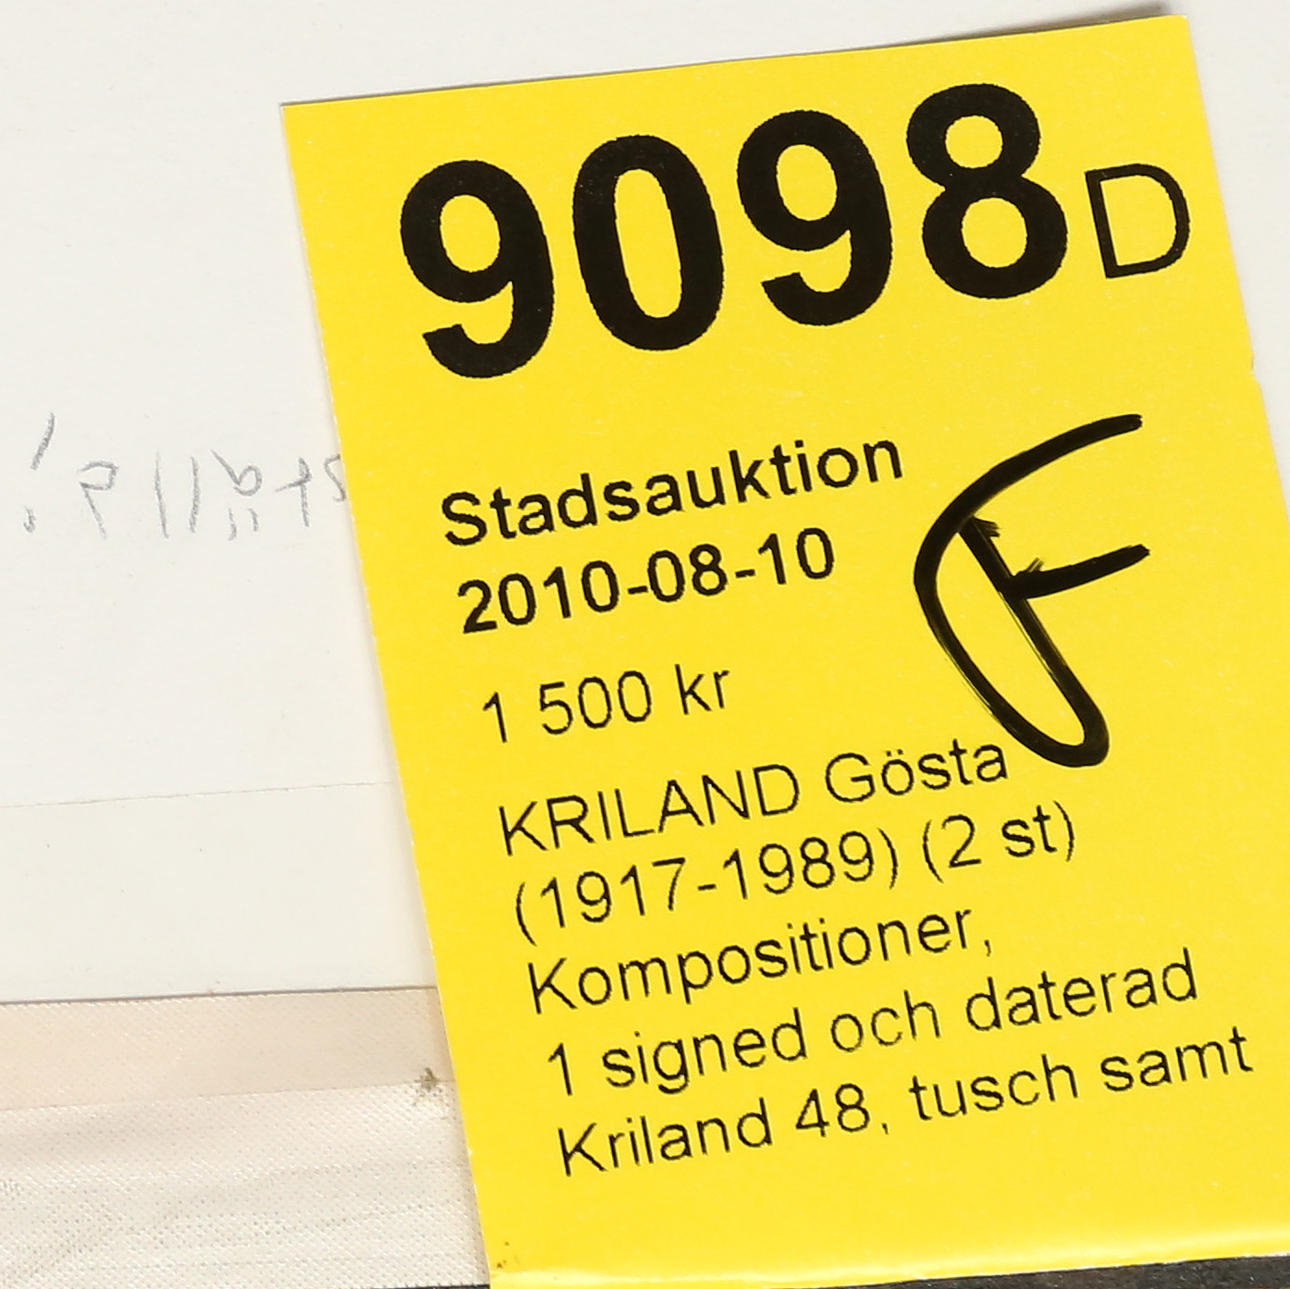 9098 D
Stadsauktion
2010-08-10
F
1 500 kr
KRILAND Gösta
(1917-1989) (2 st)
Kompositioner,
1 signed och daterad
Kriland 48, tusch samt